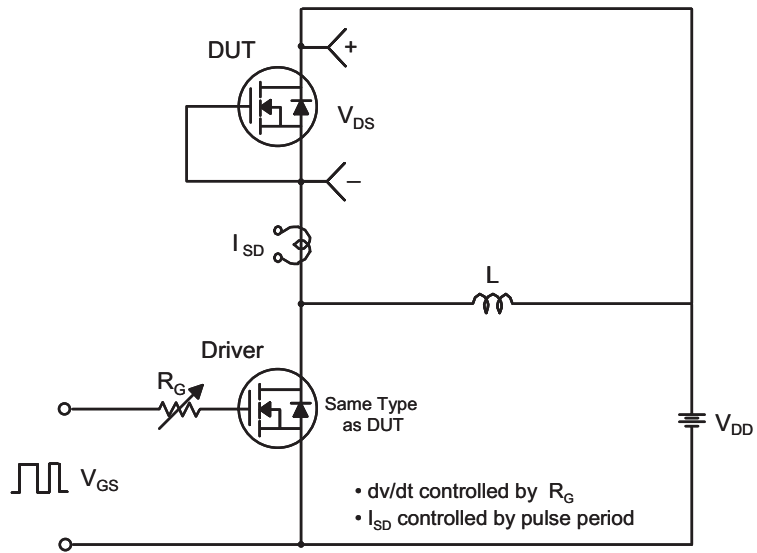 DUT
+
V_DS
–
I_SD
L
Driver
R_G
Same Type
as DUT
V_DD
V_GS
• dv/dt controlled by R_G
• I_SD controlled by pulse period